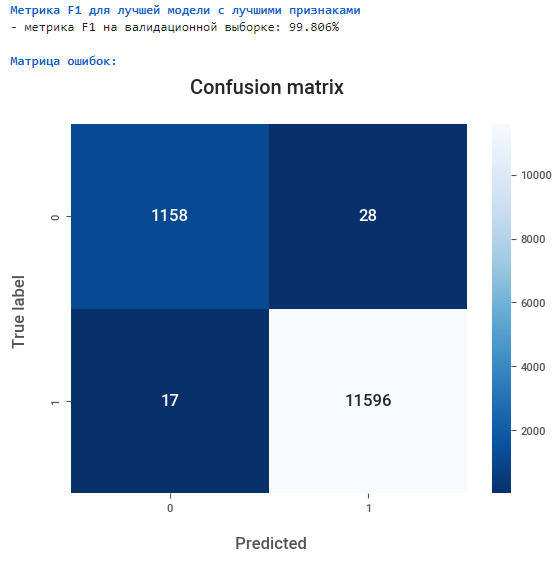 Метрика F1 для лучшей модели с лучшими признаками
- метрика F1 на валидационной выборке: 99.806%
Матрица ошибок:
Confusion matrix
True label
0
1158
28
1
17
11596
0
1
Predicted
10000
8000
6000
4000
2000